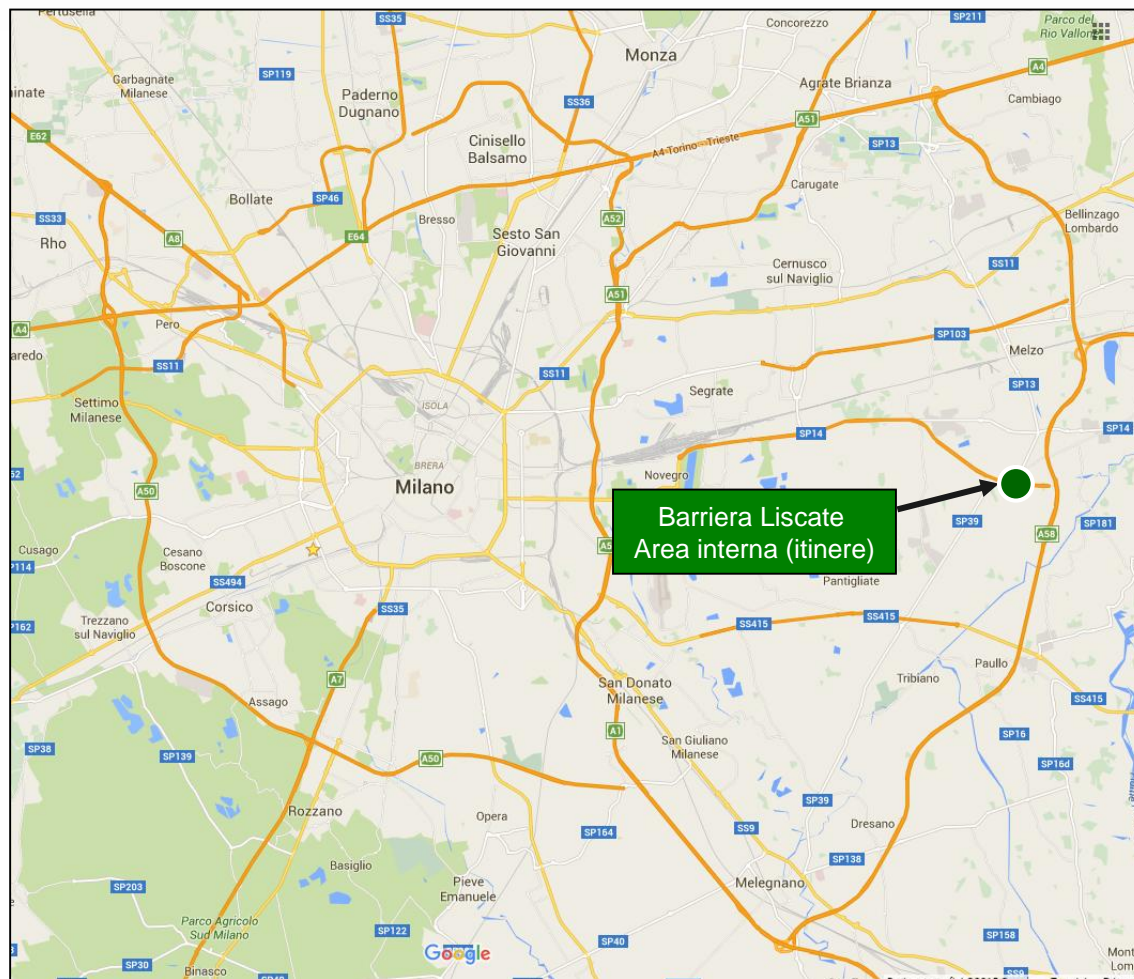 Pertusella
SS35
Concorezzo
SP211
Parco del
Rio Vallone
Monza
Garbagnate
Milanese
SP119
A4
Agrate Brianza
Paderno
Dugnano
SS36
Cambiago
E62
Cinisello
Balsamo
A51
A4-Torino - Trieste
SP13
Carugate
SP46
Bollate
SS33
Bresso
A52
Bellinzago
Lombardo
Rho
A8
E64
Sesto San
Giovanni
Cernusco
sul Naviglio
SS11
A51
A4
Pero
SP103
Melzo
SS11
SS11
SP13
Segrate
Settimo
Milanese
ISOLA
SP14
SP14
BRERA
Milano
Novegro
A50
Barriera Liscate
Area interna (itinere)
SP39
SP181
A58
Cusago
Cesano
Boscone
SP114
SS494
Pantigliate
Corsico
SS35
SP162
Trezzano
sul Naviglio
SS415
SS415
Paullo
A7
San Donato
Milanese
Tribiano
SS415
Assago
A1
SP16
San Giuliano
Milanese
SP38
SP139
A50
SP16d
Rozzano
SP39
Opera
SP164
SS9
Dresano
Basiglio
SP138
Pieve
Emanuele
Melegnano
SP203
Parco Agricolo
Sud Milano
SP122
SP40
SP158
Google
SP30
Binasco
SS9